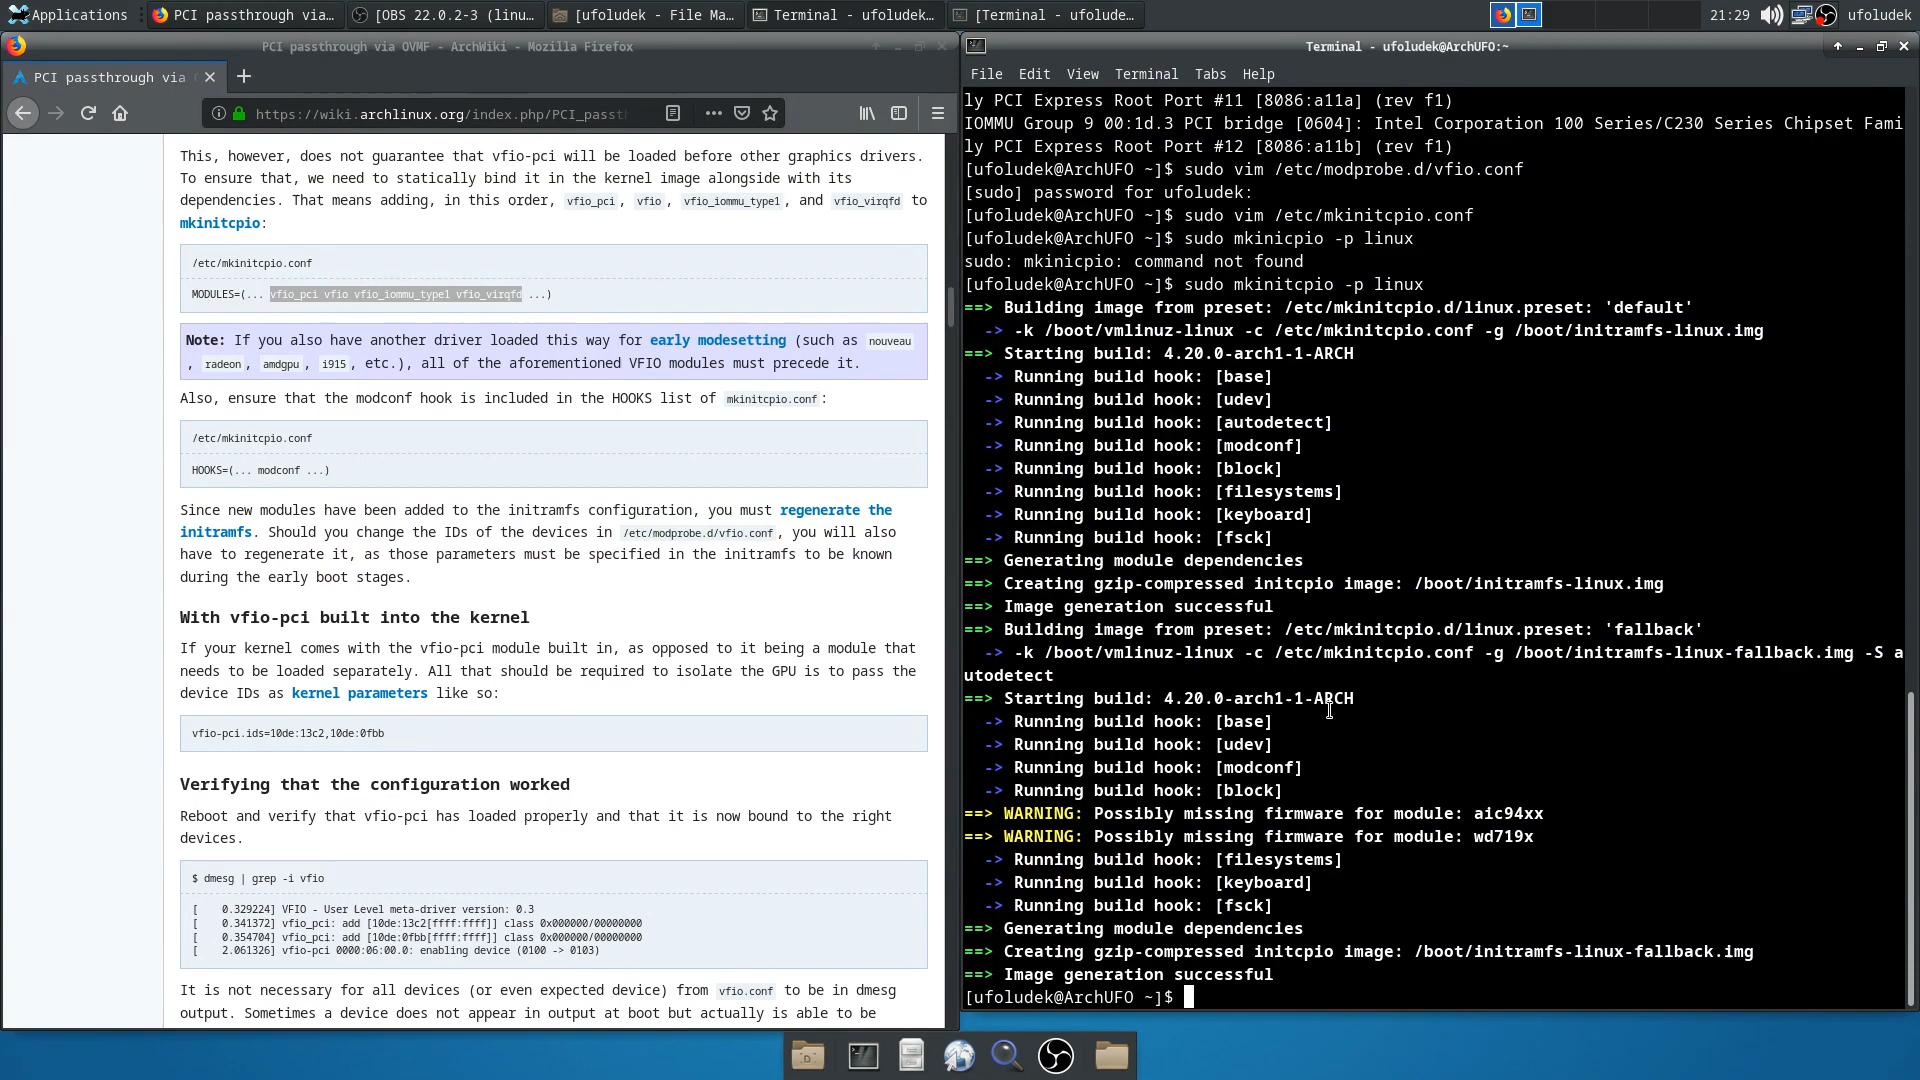 Applications
PCI passthrough via...
[OBS 22.0.2-3 (linu...
[ufoludek - File Ma...
Terminal - ufoludek...
[Terminal - ufolude...
21:29
ufoludek
PCI passthrough via OVMF - ArchWiki - Mozilla Firefox
PCI passthrough via
https://wiki.archlinux.org/index.php/PCI_passt
This, however, does not guarantee that vfio-pci will be loaded before other graphics drivers.
To ensure that, we need to statically bind it in the kernel image alongside with its
dependencies. That means adding, in this order, vfio_pci, vfio, vfio_iommu_type1, and vfio_virqfd to
mkinitcpio:
/etc/mkinitcpio.conf
MODULES=(... vfio_pci vfio vfio_iommu_type1 vfio_virqfd ...)
Note: If you also have another driver loaded this way for early modesetting (such as nouveau
, radeon, amdgpu, i915, etc.), all of the aforementioned VFIO modules must precede it.
Also, ensure that the modconf hook is included in the HOOKS list of mkinitcpio.conf:
/etc/mkinitcpio.conf
HOOKS=(... modconf ...)
Since new modules have been added to the initramfs configuration, you must regenerate the
initramfs. Should you change the IDs of the devices in /etc/modprobe.d/vfio.conf, you will also
have to regenerate it, as those parameters must be specified in the initramfs to be known
during the early boot stages.
With vfio-pci built into the kernel
If your kernel comes with the vfio-pci module built in, as opposed to it being a module that
needs to be loaded separately. All that should be required to isolate the GPU is to pass the
device IDs as kernel parameters like so:
vfio-pci.ids=10de:13c2,10de:0fbb
Verifying that the configuration worked
Reboot and verify that vfio-pci has loaded properly and that it is now bound to the right
devices.
$ dmesg | grep -i vfio
[    0.329224] VFIO - User Level meta-driver version: 0.3
[    0.341372] vfio_pci: add [10de:13c2[ffff:ffff]] class 0x000000/00000000
[    0.354704] vfio_pci: add [10de:0fbb[ffff:ffff]] class 0x000000/00000000
[    2.061326] vfio-pci 0000:06:00.0: enabling device (0100 -> 0103)
It is not necessary for all devices (or even expected device) from vfio.conf to be in dmesg
output. Sometimes a device does not appear in output at boot but actually is able to be
Terminal - ufoludek@ArchUFO:~
File Edit View Terminal Tabs Help
ly PCI Express Root Port #11 [8086:a11a] (rev f1)
IOMMU Group 9 00:1d.3 PCI bridge [0604]: Intel Corporation 100 Series/C230 Series Chipset Fami
ly PCI Express Root Port #12 [8086:a11b] (rev f1)
[ufoludek@ArchUFO ~]$ sudo vim /etc/modprobe.d/vfio.conf
[sudo] password for ufoludek:
[ufoludek@ArchUFO ~]$ sudo vim /etc/mkinitcpio.conf
[ufoludek@ArchUFO ~]$ sudo mkinicpio -p linux
sudo: mkinicpio: command not found
[ufoludek@ArchUFO ~]$ sudo mkinitcpio -p linux
==> Building image from preset: /etc/mkinitcpio.d/linux.preset: 'default'
  -> -k /boot/vmlinuz-linux -c /etc/mkinitcpio.conf -g /boot/initramfs-linux.img
==> Starting build: 4.20.0-arch1-1-ARCH
  -> Running build hook: [base]
  -> Running build hook: [udev]
  -> Running build hook: [autodetect]
  -> Running build hook: [modconf]
  -> Running build hook: [block]
  -> Running build hook: [filesystems]
  -> Running build hook: [keyboard]
  -> Running build hook: [fsck]
==> Generating module dependencies
==> Creating gzip-compressed initcpio image: /boot/initramfs-linux.img
==> Image generation successful
==> Building image from preset: /etc/mkinitcpio.d/linux.preset: 'fallback'
  -> -k /boot/vmlinuz-linux -c /etc/mkinitcpio.conf -g /boot/initramfs-linux-fallback.img -S a
utodetect
==> Starting build: 4.20.0-arch1-1-ARCH
  -> Running build hook: [base]
  -> Running build hook: [udev]
  -> Running build hook: [modconf]
  -> Running build hook: [block]
==> WARNING: Possibly missing firmware for module: aic94xx
==> WARNING: Possibly missing firmware for module: wd719x
  -> Running build hook: [filesystems]
  -> Running build hook: [keyboard]
  -> Running build hook: [fsck]
==> Generating module dependencies
==> Creating gzip-compressed initcpio image: /boot/initramfs-linux-fallback.img
==> Image generation successful
[ufoludek@ArchUFO ~]$